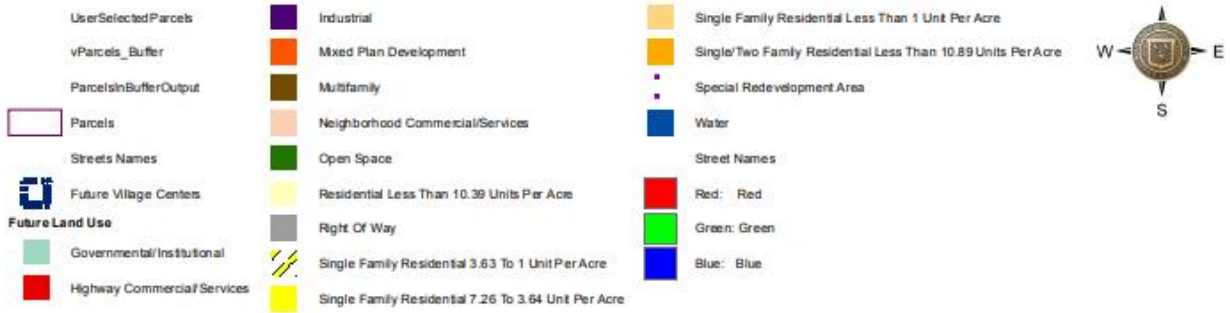 UserSelectedParcels
vParcels_Buffer
ParcelsInBufferOutput
Parcels
Streets Names
Future Village Centers
Future Land Use
Governmental/Institutional
Highway Commercial/Services
Industrial
Mixed Plan Development
Multifamily
Neighborhood Commercial/Services
Open Space
Residential Less Than 10.39 Units Per Acre
Right Of Way
Single Family Residential 3.63 To 1 Unit Per Acre
Single Family Residential 7.26 To 3.64 Unit Per Acre
Single Family Residential Less Than 1 Unit Per Acre
Single/Two Family Residential Less Than 10.89 Units Per Acre
Special Redevelopment Area
Water
Street Names
Red: Red
Green: Green
Blue: Blue
W
E
S